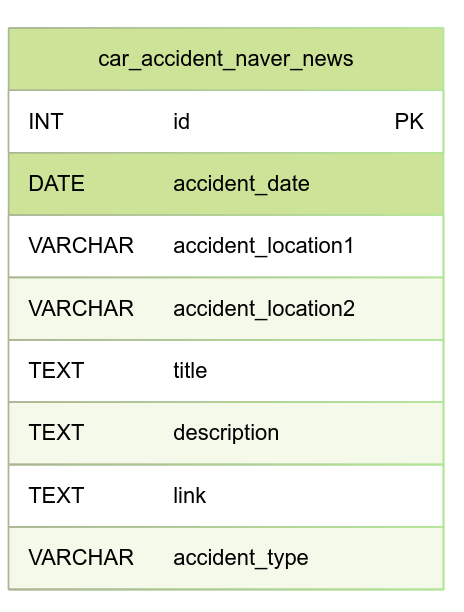 car_accident_naver_news
INT id PK
DATE accident_date
VARCHAR accident_location1
VARCHAR accident_location2
TEXT title
TEXT description
TEXT link
VARCHAR accident_type